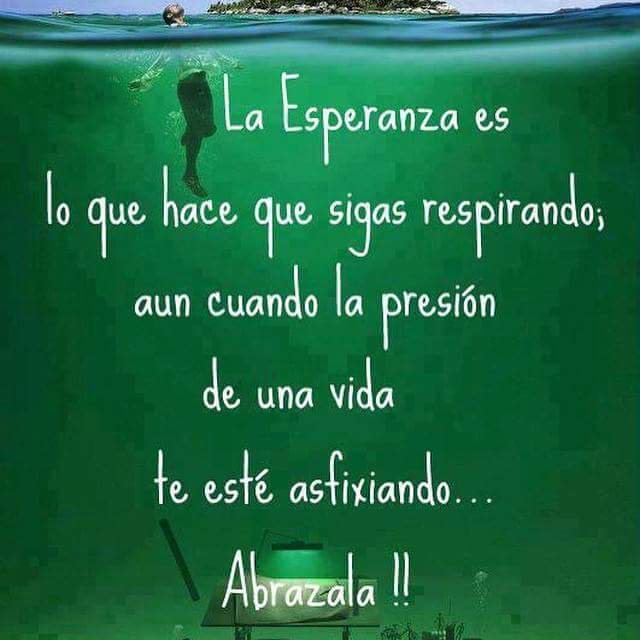 La Esperanza es
lo que hace que sigas respirando;
aun cuando la presión
de una vida
te esté asfixiando...
Abrazala !!